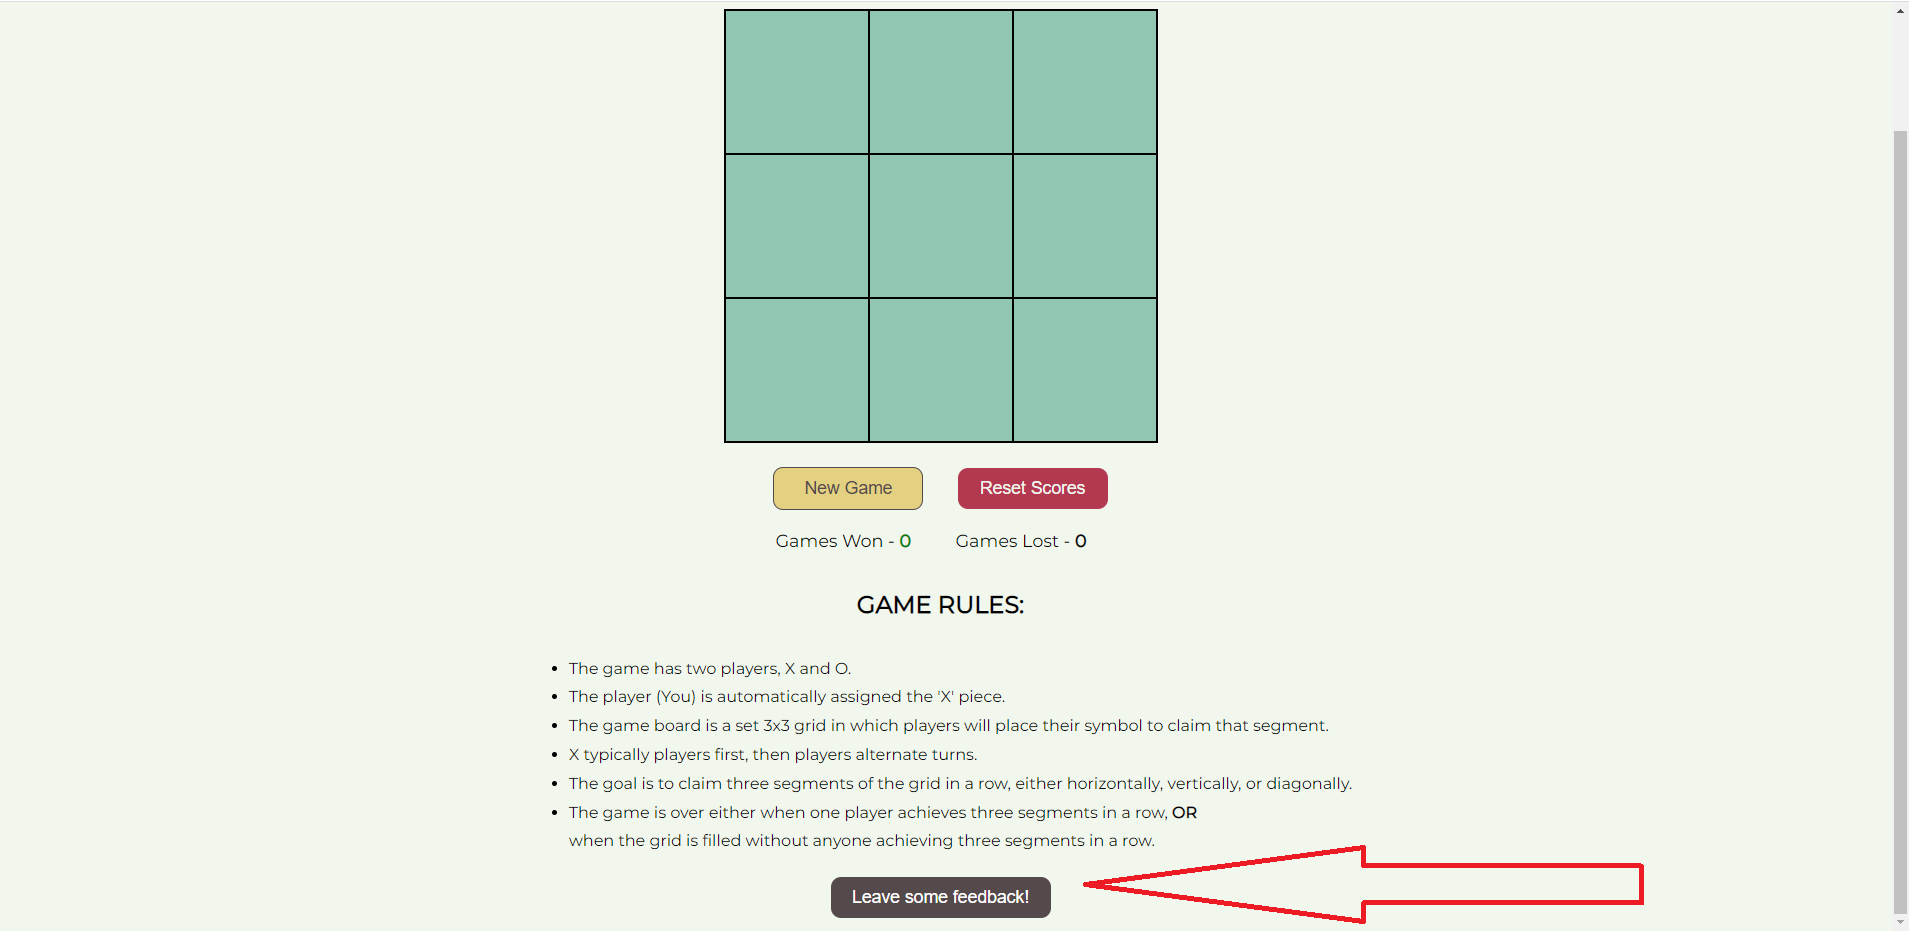 New Game
Reset Scores
Games Won - 0
Games Lost - 0
GAME RULES:
The game has two players, X and O.
The player (You) is automatically assigned the 'X' piece.
The game board is a set 3x3 grid in which players will place their symbol to claim that segment.
X typically players first, then players alternate turns.
The goal is to claim three segments of the grid in a row, either horizontally, vertically, or diagonally.
The game is over either when one player achieves three segments in a row, OR
when the grid is filled without anyone achieving three segments in a row.
Leave some feedback!